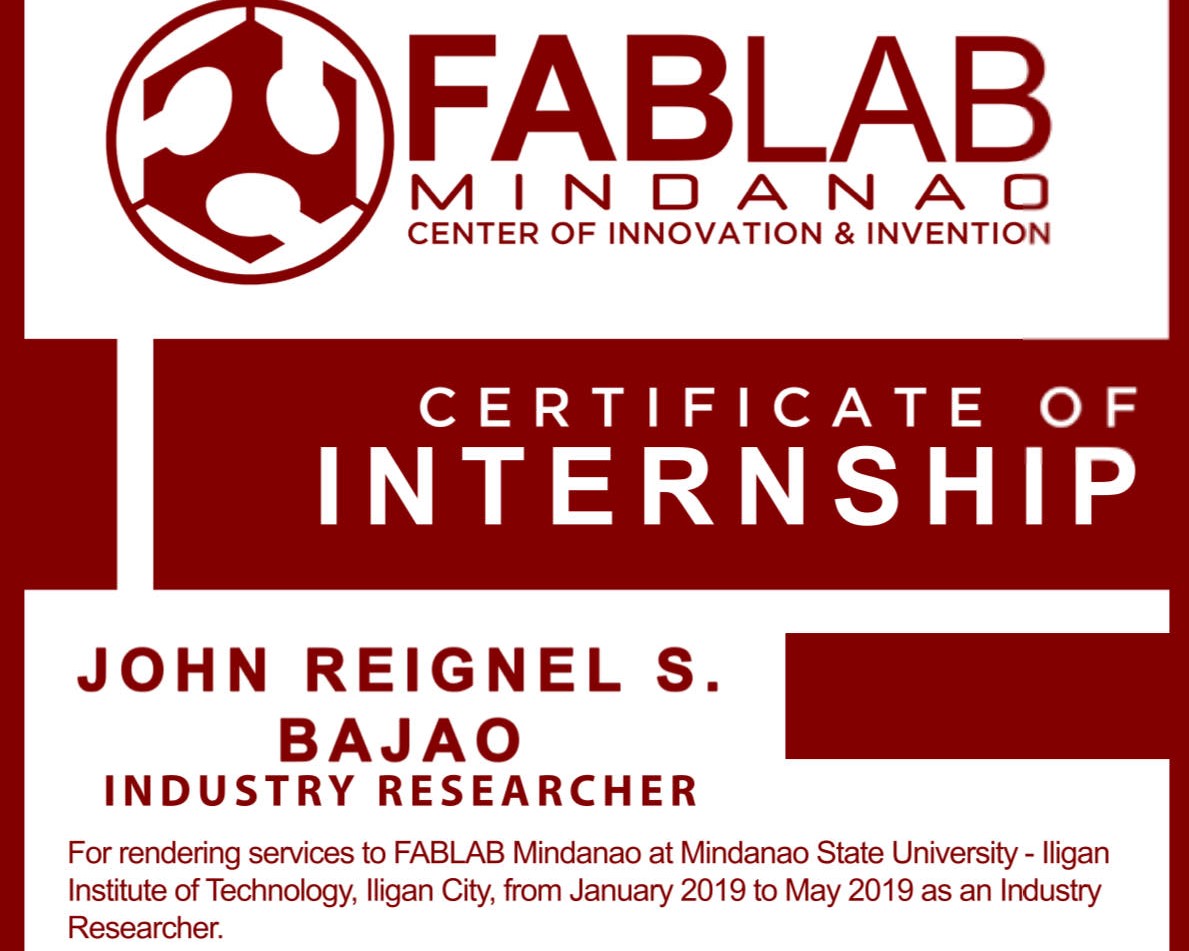 FABLAB
MINDANAO
CENTER OF INNOVATION & INVENTION
CERTIFICATE OF
INTERNSHIP
JOHN REIGNEL S.
BAJAO
INDUSTRY RESEARCHER
For rendering services to FABLAB Mindanao at Mindanao State University - Iligan
Institute of Technology, Iligan City, from January 2019 to May 2019 as an Industry
Researcher.